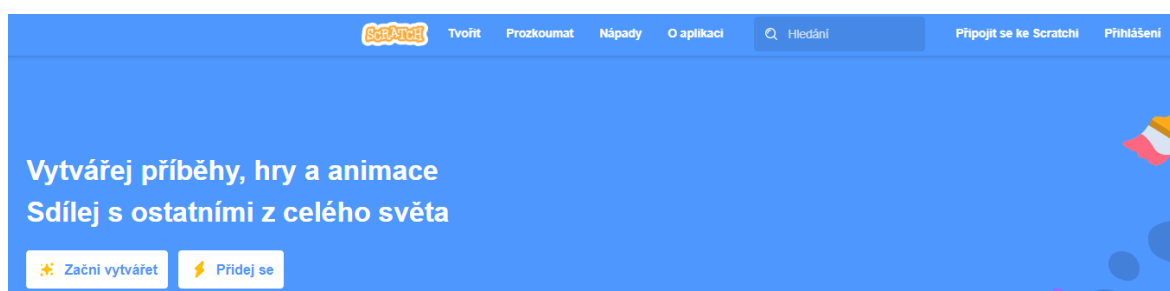 SCRATCH Tvořit Prozkoumat Nápady O aplikaci Hledání Připojit se ke Scratchi Přihlášení
Vytvářej příběhy, hry a animace
Sdílej s ostatními z celého světa
Začni vytvářet Přidej se